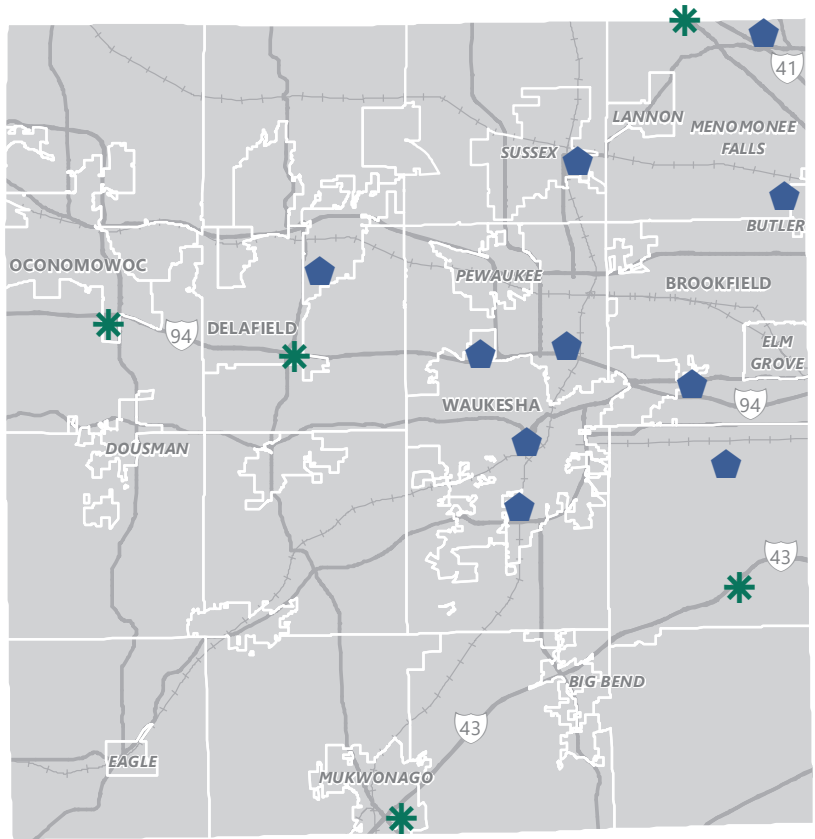 41
LANNON
MENOMONEE
FALLS
SUSSEX
BUTLER
OCONOMOWOC
PEWAUKEE
BROOKFIELD
94
DELAFIELD
ELM
GROVE
WAUKESHA
94
DOUSMAN
43
BIG BEND
43
EAGLE
MUKWONAGO